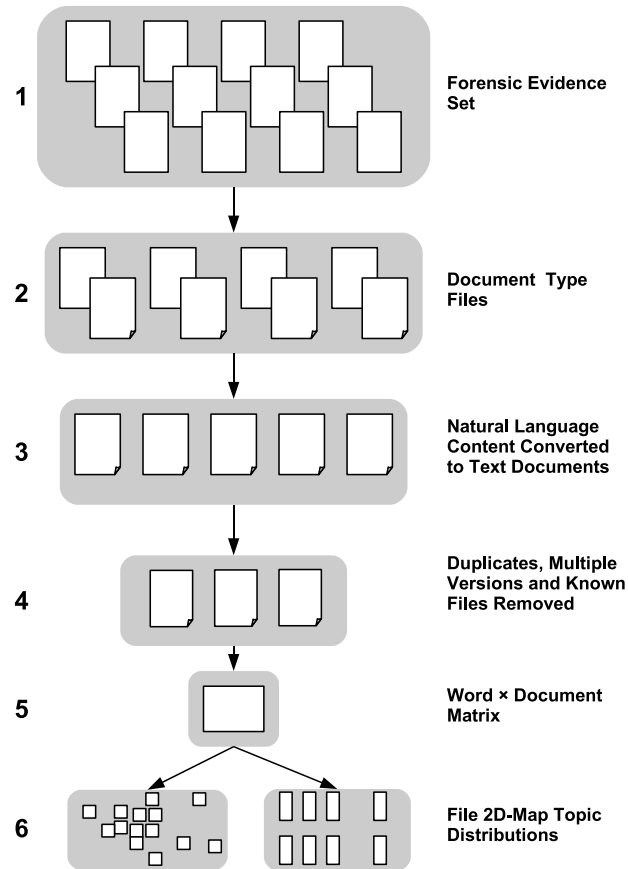 1
Forensic Evidence
Set
2
Document Type
Files
3
Natural Language
Content Converted
to Text Documents
4
Duplicates, Multiple
Versions and Known
Files Removed
5
Word × Document
Matrix
6
File 2D-Map Topic
Distributions